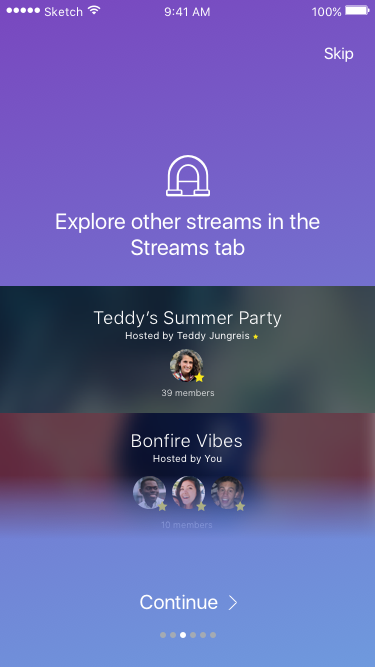 Sketch 9:41 AM 100%
Skip
Explore other streams in the
Streams tab
Teddy’s Summer Party
Hosted by Teddy Jungreis
39 members
Bonfire Vibes
Hosted by You
10 members
Continue